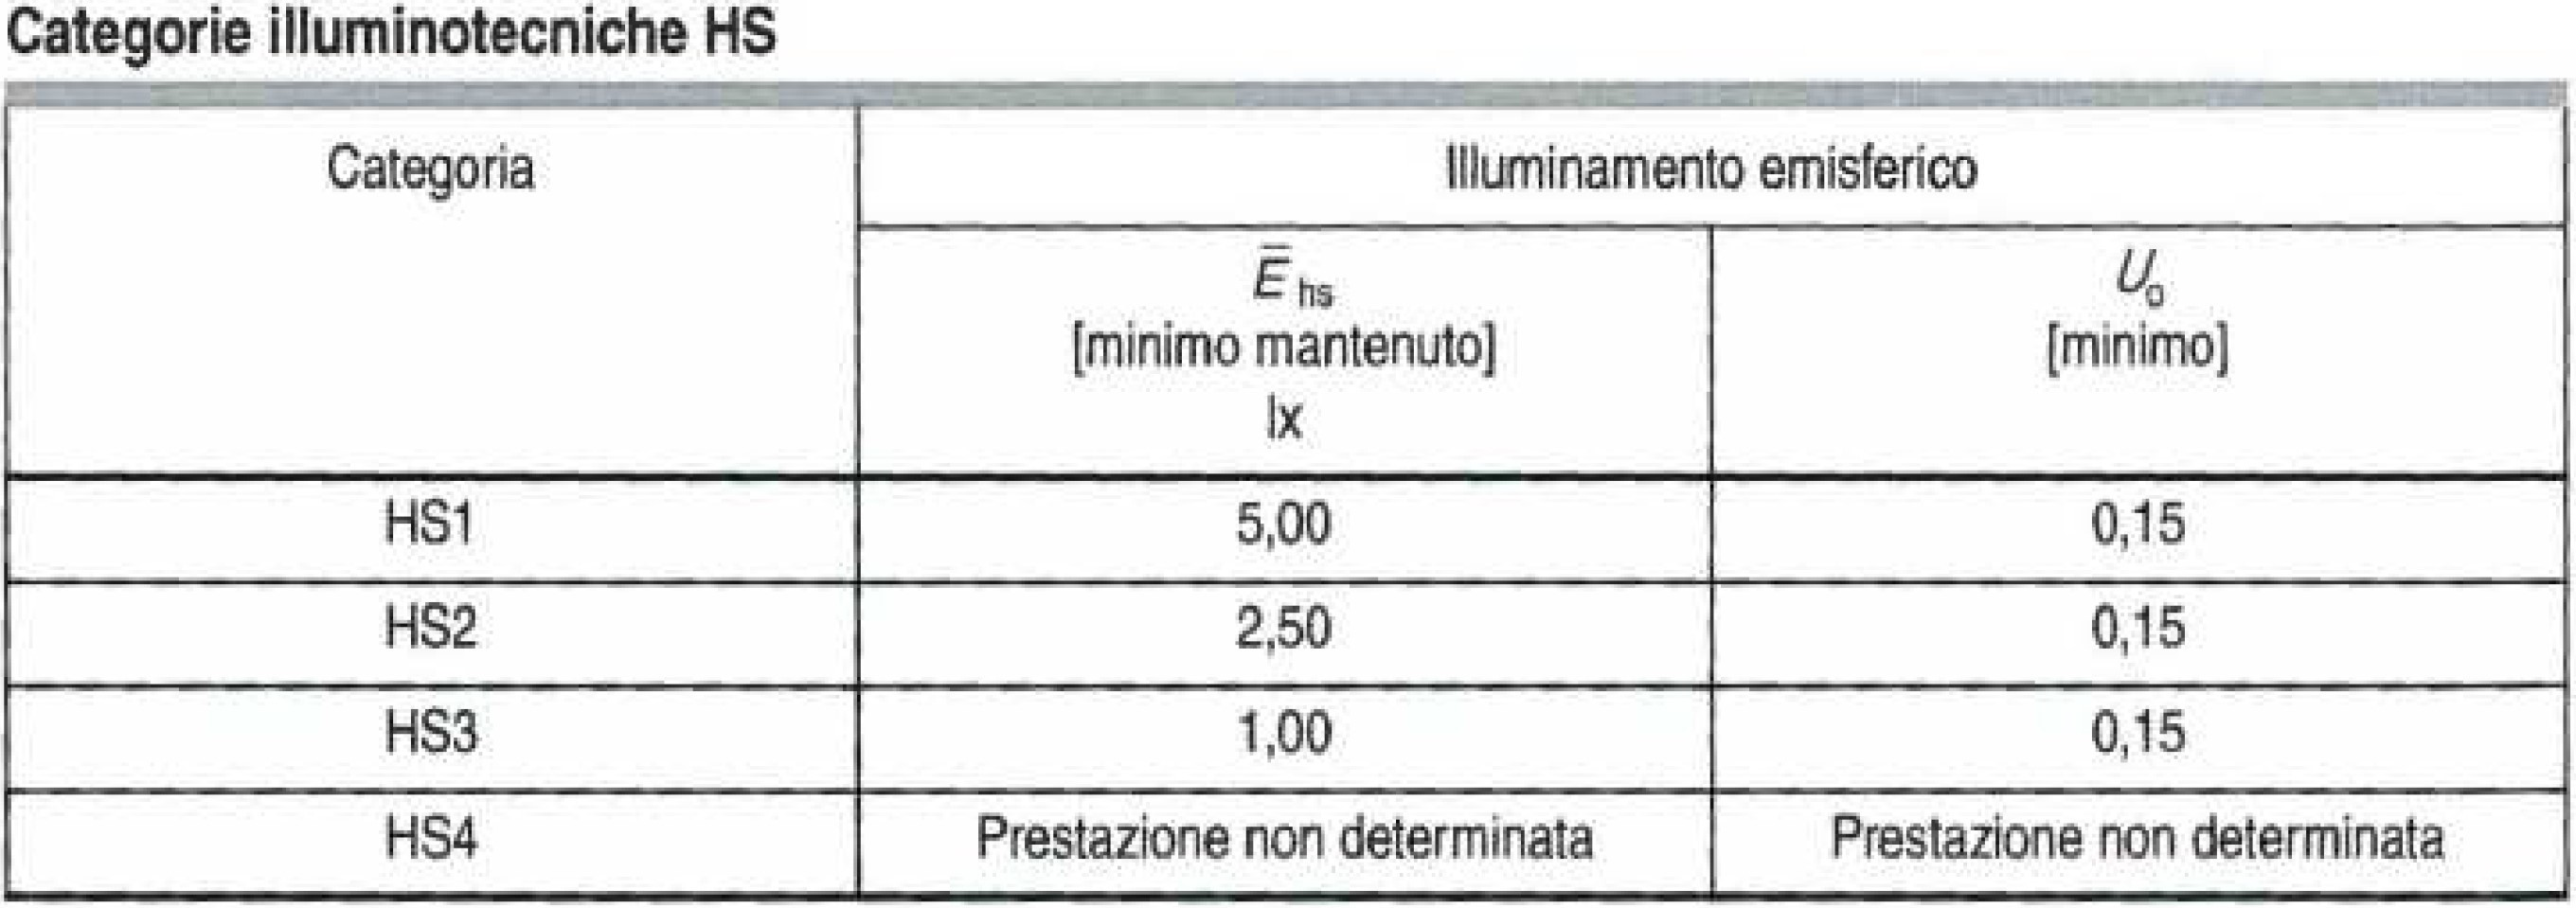 Categorie illuminotecniche HS
Categoria
Illuminamento emisferico
E̅ hs
[minimo mantenuto]
lx
Uo
[minimo]
HS1 5,00 0,15
HS2 2,50 0,15
HS3 1,00 0,15
HS4 Prestazione non determinata Prestazione non determinata